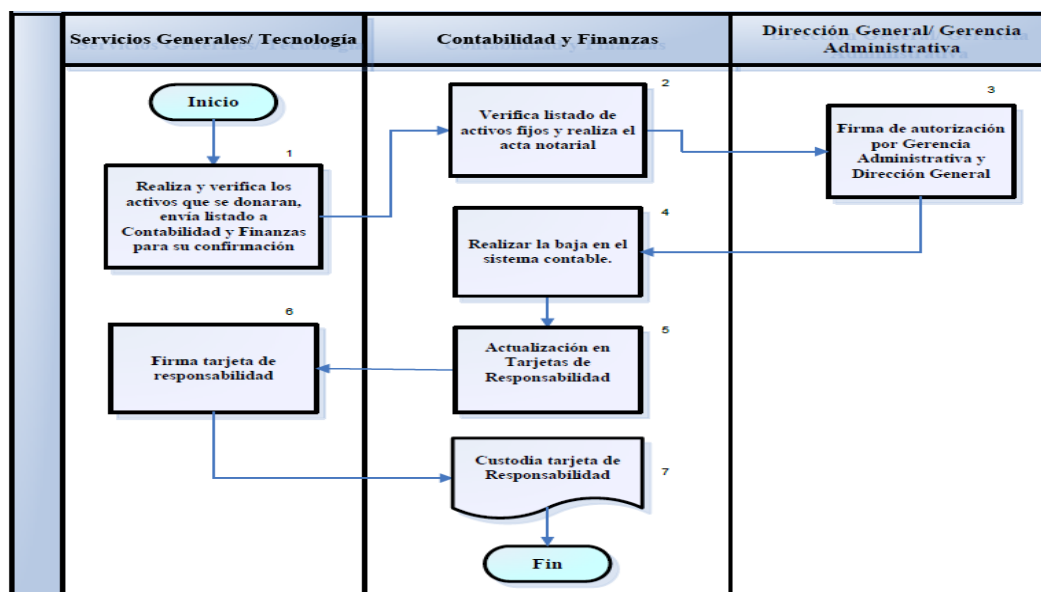 Servicios Generales/ Tecnología
Contabilidad y Finanzas
Dirección General/ Gerencia
Administrativa
Inicio
1
Realiza y verifica los
activos que se donaran,
envía listado a
Contabilidad y Finanzas
para su confirmación
2
Verifica listado de
activos fijos y realiza el
acta notarial
3
Firma de autorización
por Gerencia
Administrativa y
Dirección General
4
Realizar la baja en el
sistema contable.
5
Actualización en
Tarjetas de
Responsabilidad
6
Firma tarjeta de
responsabilidad
7
Custodia tarjeta de
Responsabilidad
Fin